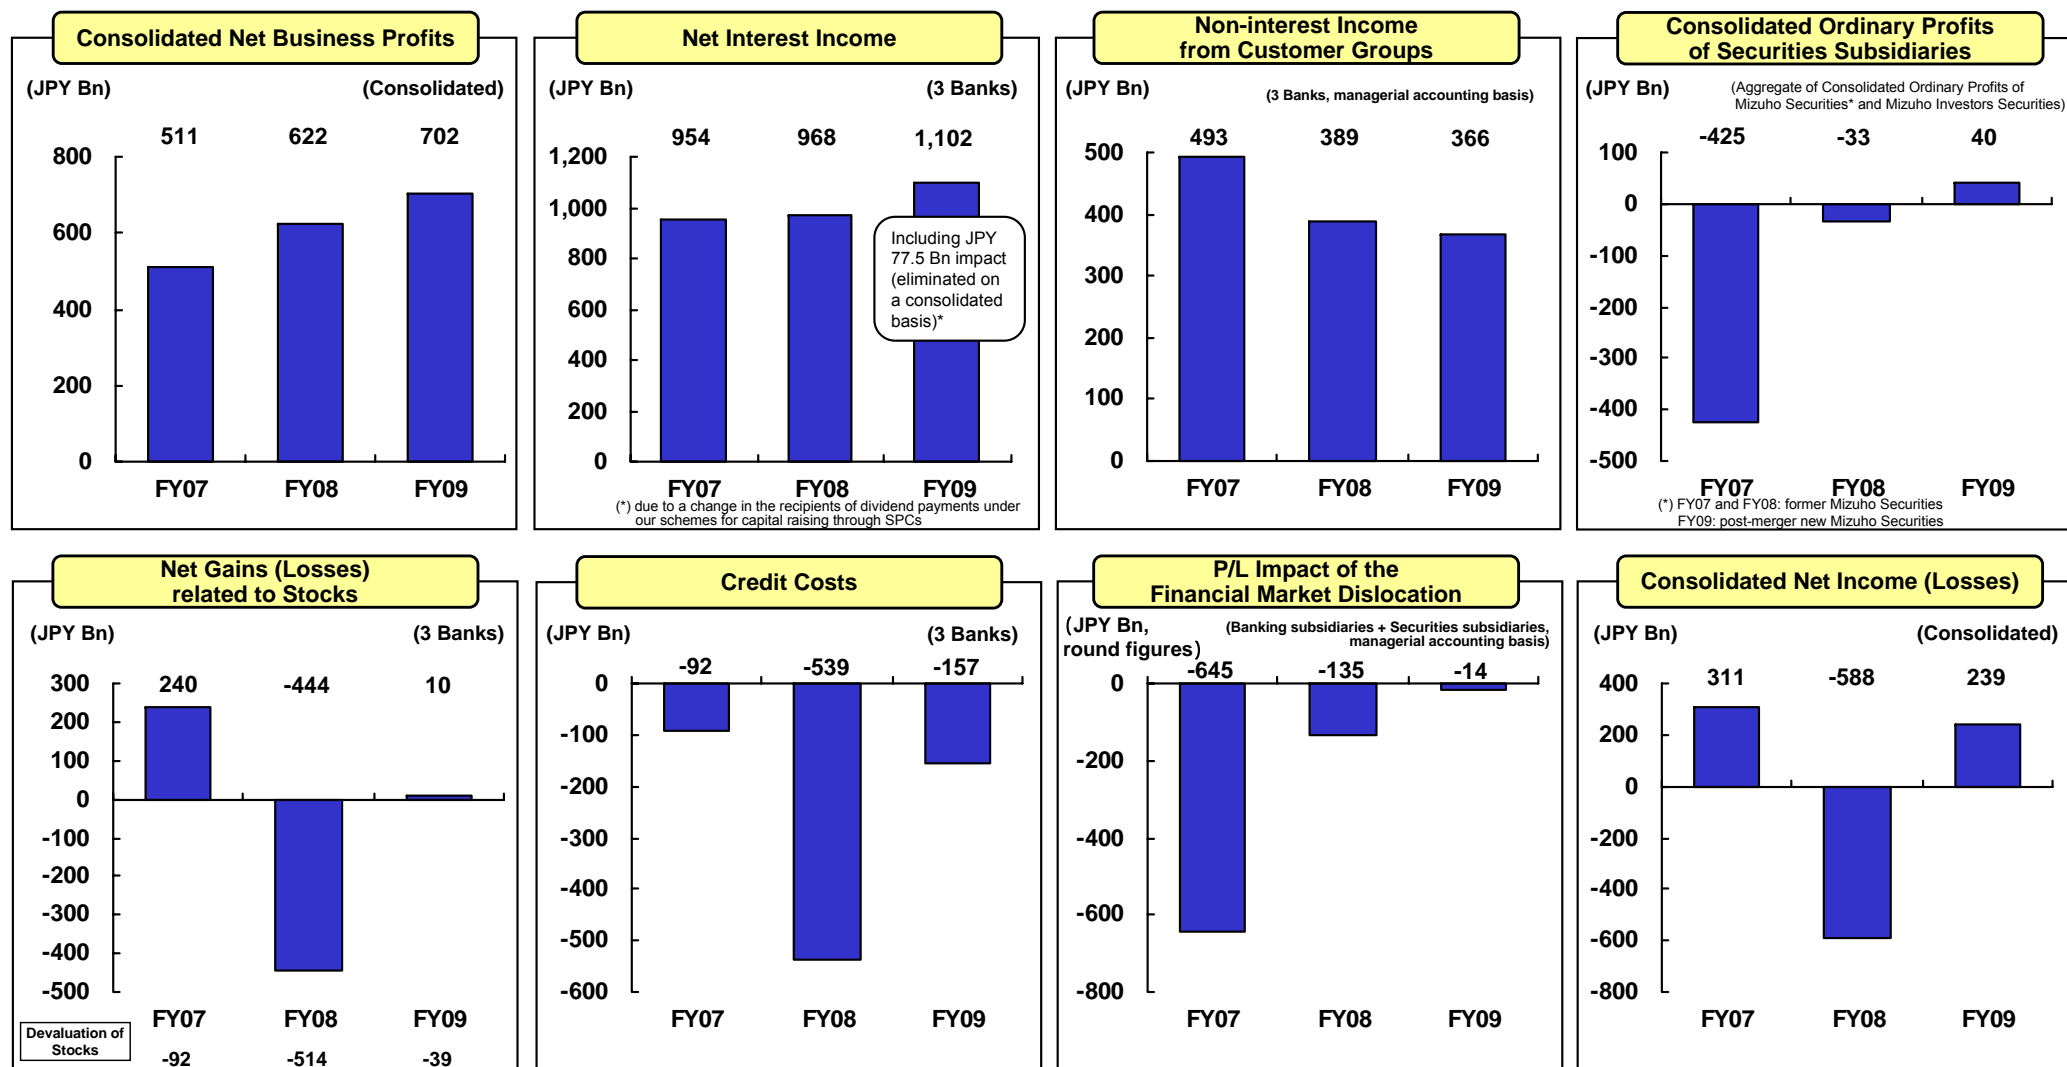 Consolidated Net Business Profits
(JPY Bn)
(Consolidated)
511 622 702
800
600
400
200
0
FY07 FY08 FY09
Net Interest Income
(JPY Bn)
(3 Banks)
954 968 1,102
1,200
1,000
800
600
400
200
0
Including JPY
77.5 Bn impact
(eliminated on
a consolidated
basis)*
FY07 FY08 FY09
(*) due to a change in the recipients of dividend payments under
our schemes for capital raising through SPCs
Non-interest Income
from Customer Groups
(JPY Bn)
(3 Banks, managerial accounting basis)
493 389 366
500
400
300
200
100
0
FY07 FY08 FY09
Consolidated Ordinary Profits
of Securities Subsidiaries
(JPY Bn)
(Aggregate of Consolidated Ordinary Profits of
Mizuho Securities* and Mizuho Investors Securities)
-425 -33 40
100
0
-100
-200
-300
-400
-500
FY07 FY08 FY09
(*) FY07 and FY08: former Mizuho Securities
FY09: post-merger new Mizuho Securities
Net Gains (Losses)
related to Stocks
(JPY Bn)
(3 Banks)
240 -444 10
300
200
100
0
-100
-200
-300
-400
-500
FY07 FY08 FY09
Devaluation of
Stocks
-92 -514 -39
Credit Costs
(JPY Bn)
(3 Banks)
-92 -539 -157
0
-100
-200
-300
-400
-500
-600
FY07 FY08 FY09
P/L Impact of the
Financial Market Dislocation
(JPY Bn,
round figures)
(Banking subsidiaries + Securities subsidiaries,
managerial accounting basis)
-645 -135 -14
0
-200
-400
-600
-800
FY07 FY08 FY09
Consolidated Net Income (Losses)
(JPY Bn)
(Consolidated)
311 -588 239
400
200
0
-200
-400
-600
-800
FY07 FY08 FY09